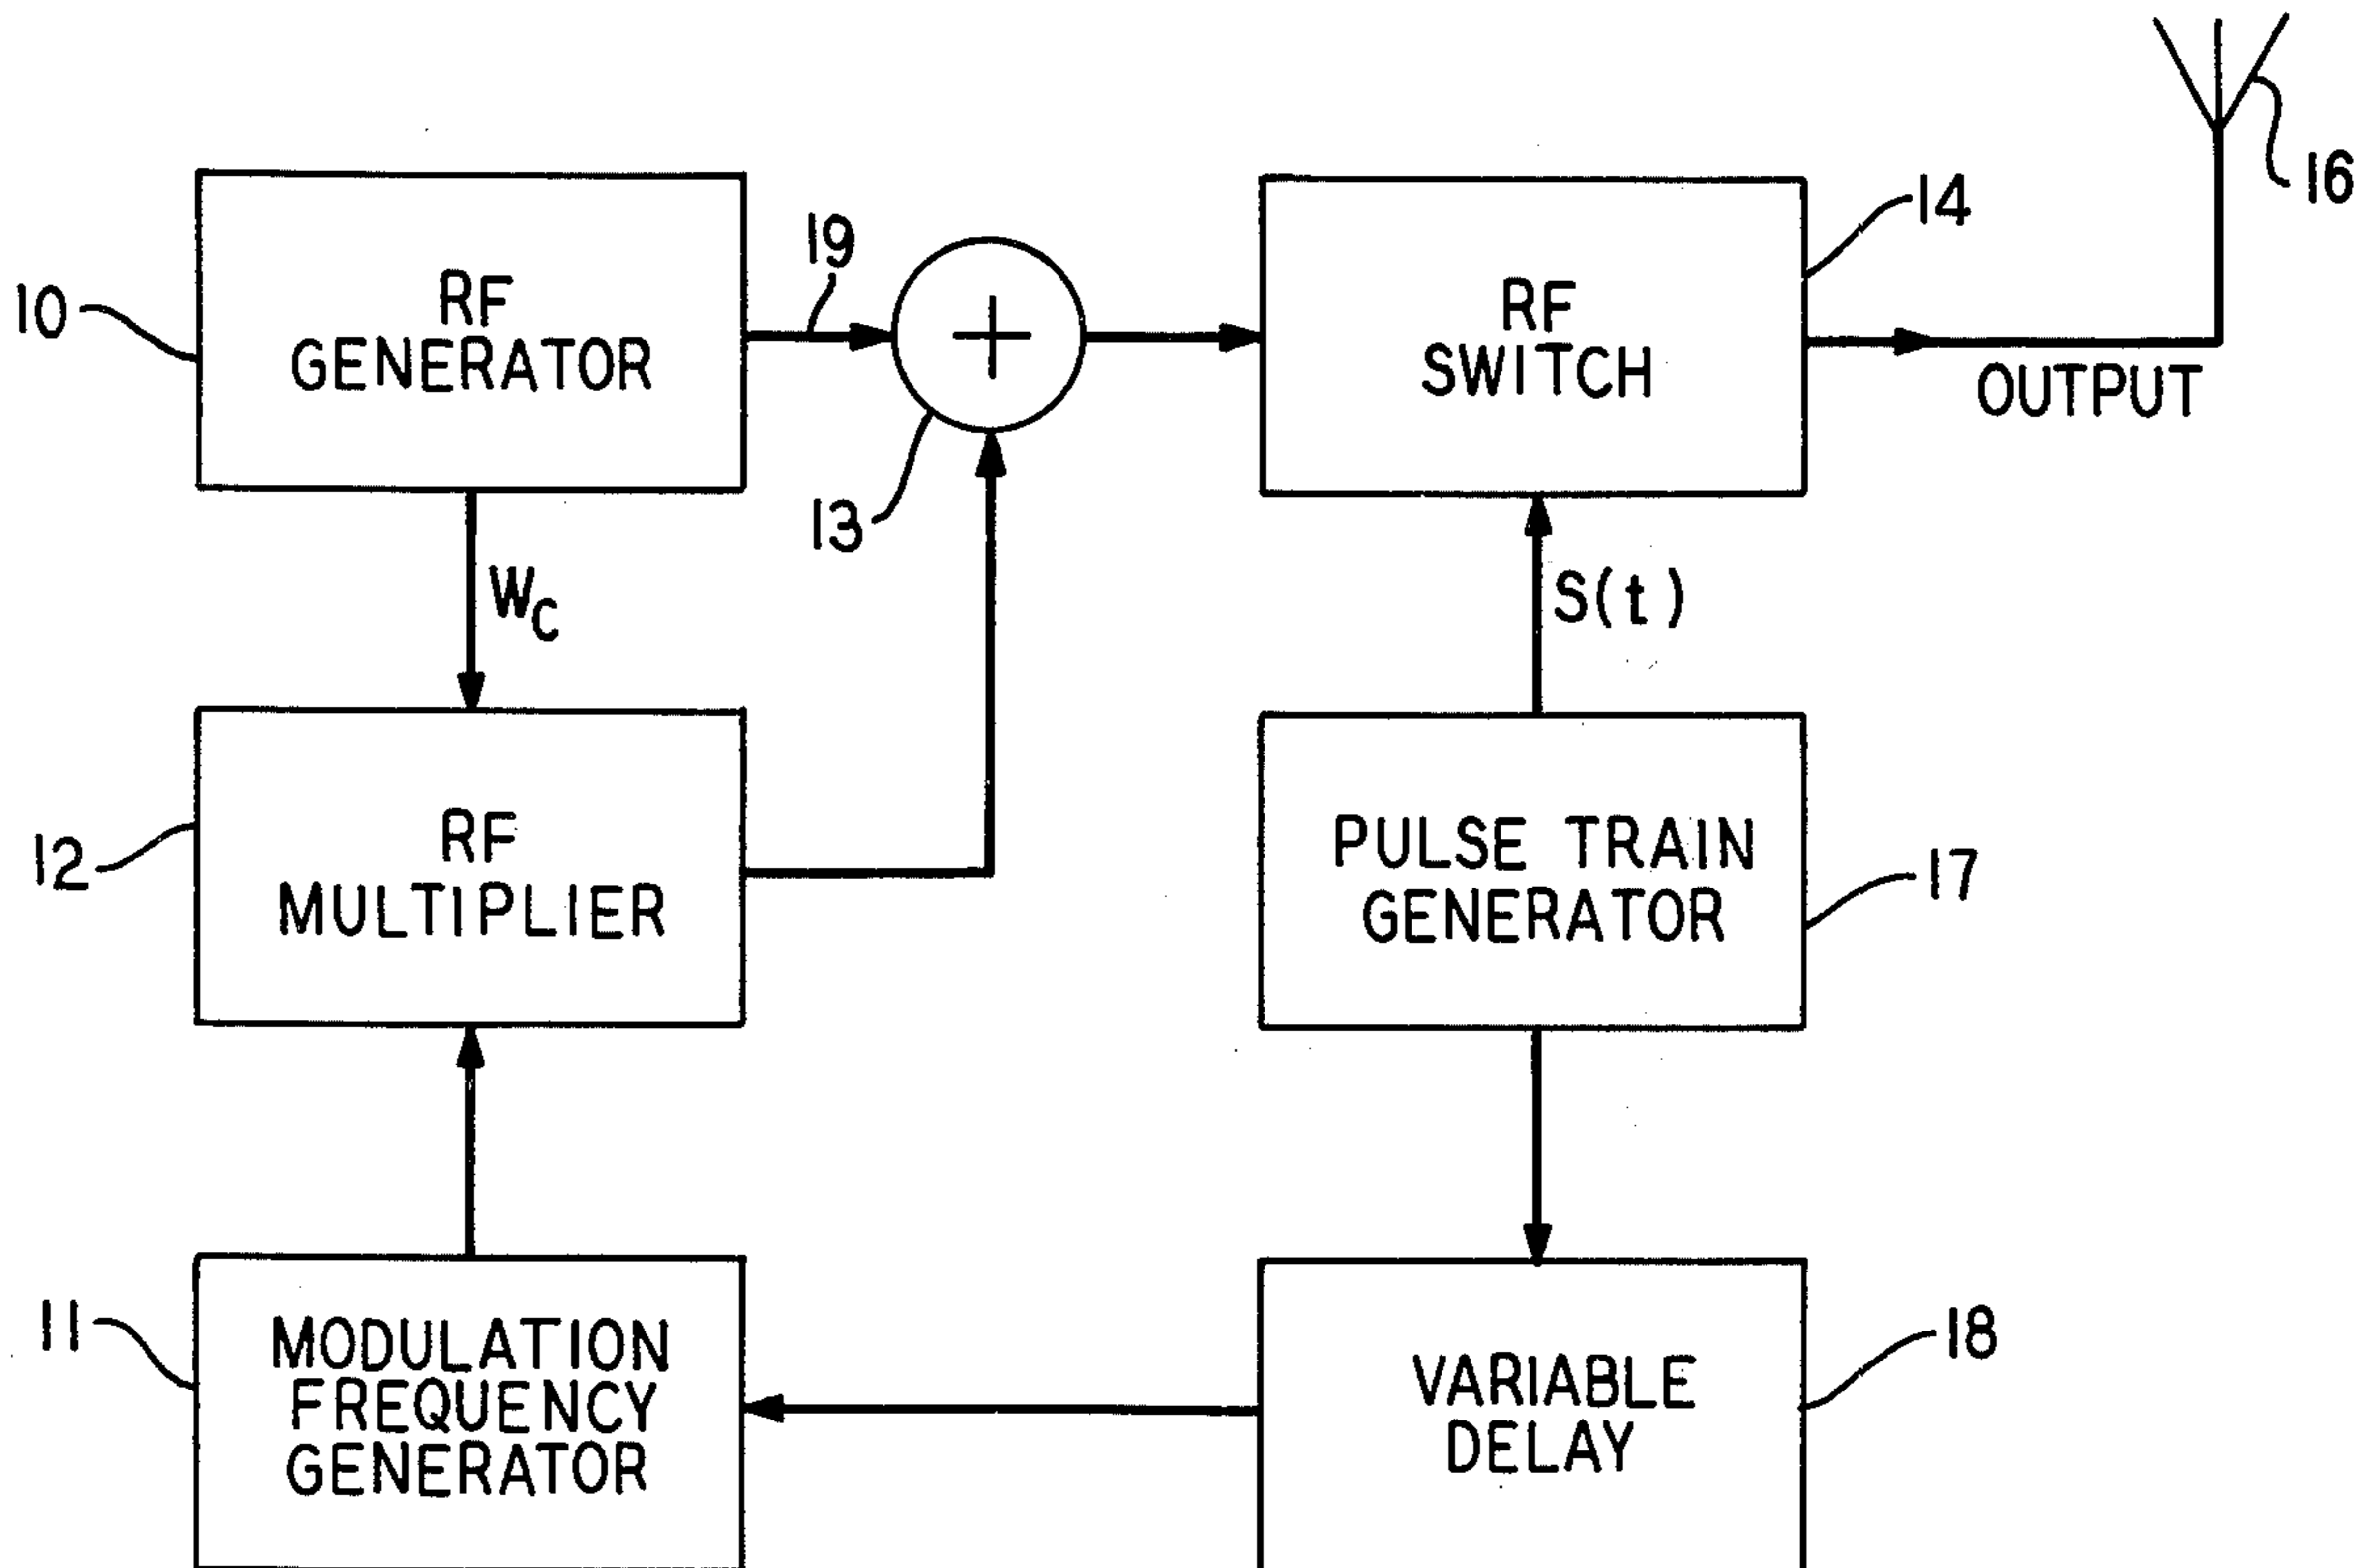 16
14
19
10
RF
GENERATOR
RF
SWITCH
OUTPUT
13
W_C
S(t)
12
RF
MULTIPLIER
PULSE TRAIN
GENERATOR
17
11
MODULATION
FREQUENCY
GENERATOR
VARIABLE
DELAY
18